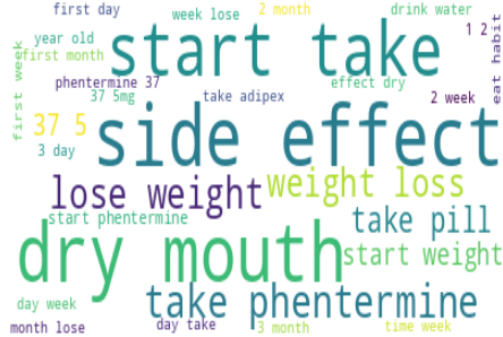 first day
week lose
2 month
drink water
year old
start take
1 2
eat habit
first month
first week
phentermine 37
effect dry
37 5mg
take adipex
2 week
37 5
side effect
3 day
lose weight
weight loss
start phentermine
take pill
dry mouth
start weight
take phentermine
day week
month lose
day take
3 month
time week